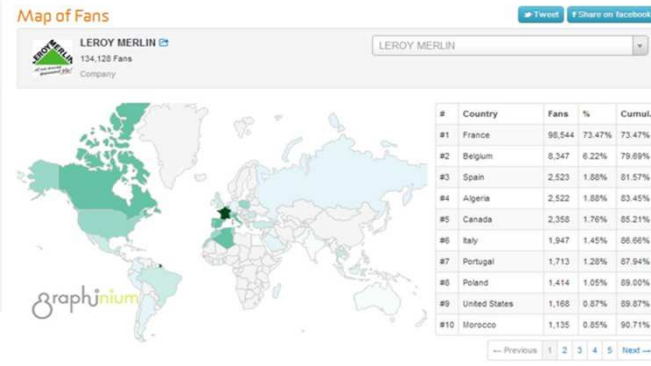 Map of Fans
Tweet
Share on facebook
LEROY MERLIN
LEROY MERLIN
134,128 Fans
Company
LEROY MERLIN
# Country Fans % Cumul.
#1 France 98,544 73.47% 73.47%
#2 Belgium 8,347 6.22% 79.69%
#3 Spain 2,523 1.88% 81.57%
#4 Algeria 2,522 1.88% 83.45%
#5 Canada 2,358 1.76% 85.21%
#6 Italy 1,947 1.45% 86.66%
#7 Portugal 1,713 1.28% 87.94%
#8 Poland 1,414 1.05% 89.00%
#9 United States 1,168 0.87% 89.87%
#10 Morocco 1,135 0.85% 90.71%
graphinium
← Previous 1 2 3 4 5 Next →